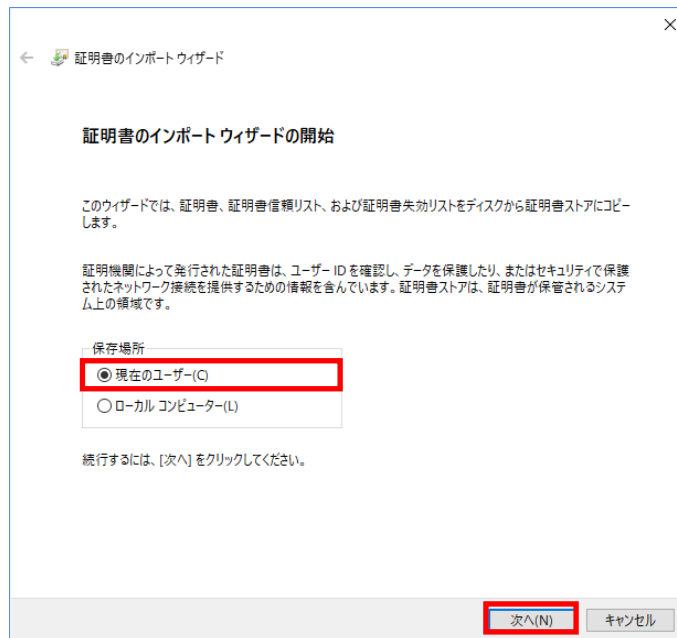 証明書のインポート ウィザード
証明書のインポート ウィザードの開始
このウィザードでは、証明書、証明書信頼リスト、および証明書失効リストをディスクから証明書ストアにコピー
します。
証明機関によって発行された証明書は、ユーザー ID を確認し、データを保護したり、またはセキュリティで保護
されたネットワーク接続を提供するための情報を含んでいます。証明書ストアは、証明書が保管されるシステ
ム上の領域です。
保存場所
現在のユーザー(C)
ローカル コンピューター(L)
続行するには、[次へ] をクリックしてください。
次へ(N)
キャンセル